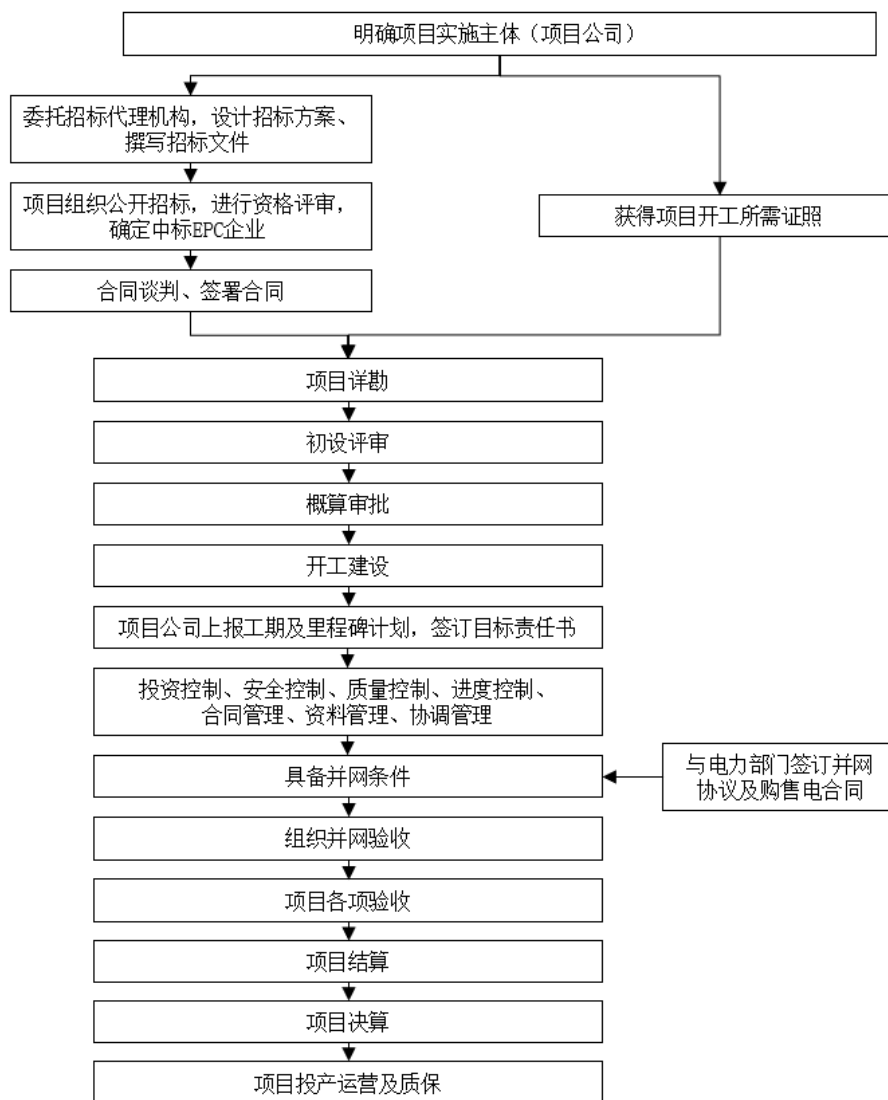 明确项目实施主体（项目公司）
委托招标代理机构，设计招标方案、
撰写招标文件
项目组织公开招标，进行资格评审，
确定中标EPC企业
获得项目开工所需证照
合同谈判、签署合同
项目详勘
初设评审
概算审批
开工建设
项目公司上报工期及里程碑计划，签订目标责任书
投资控制、安全控制、质量控制、进度控制、
合同管理、资料管理、协调管理
具备并网条件
与电力部门签订并网
协议及购售电合同
组织并网验收
项目各项验收
项目结算
项目决算
项目投产运营及质保